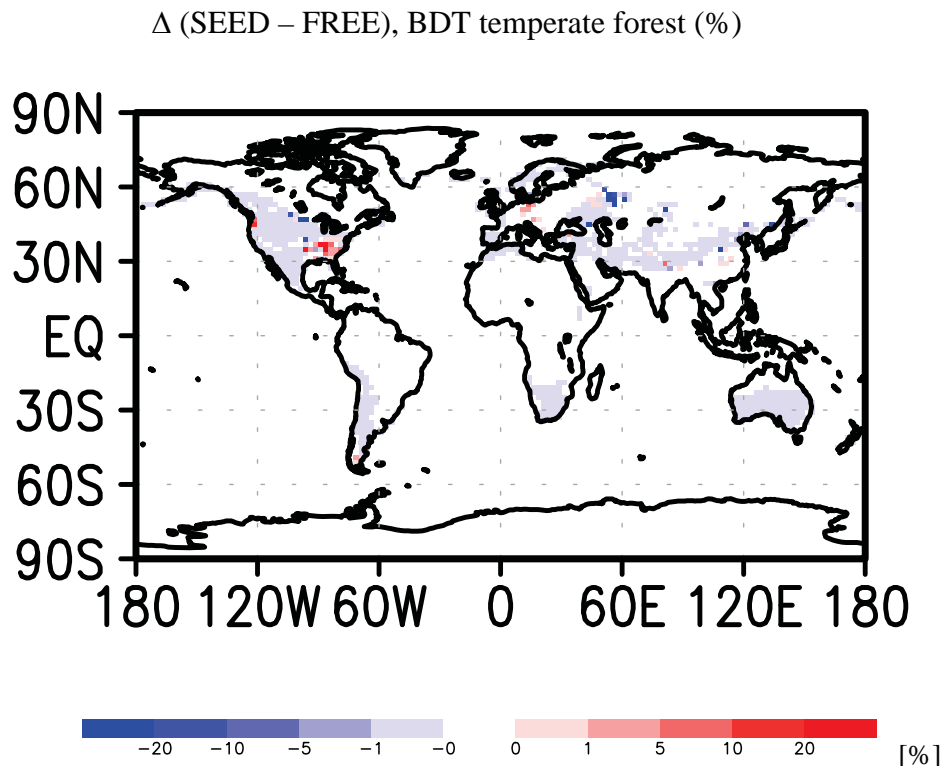 Δ (SEED – FREE), BDT temperate forest (%)
90N
60N
30N
EQ
30S
60S
90S
180 120W 60W 0 60E 120E 180
−20 −10 −5 −1 −0 0 1 5 10 20 [%]